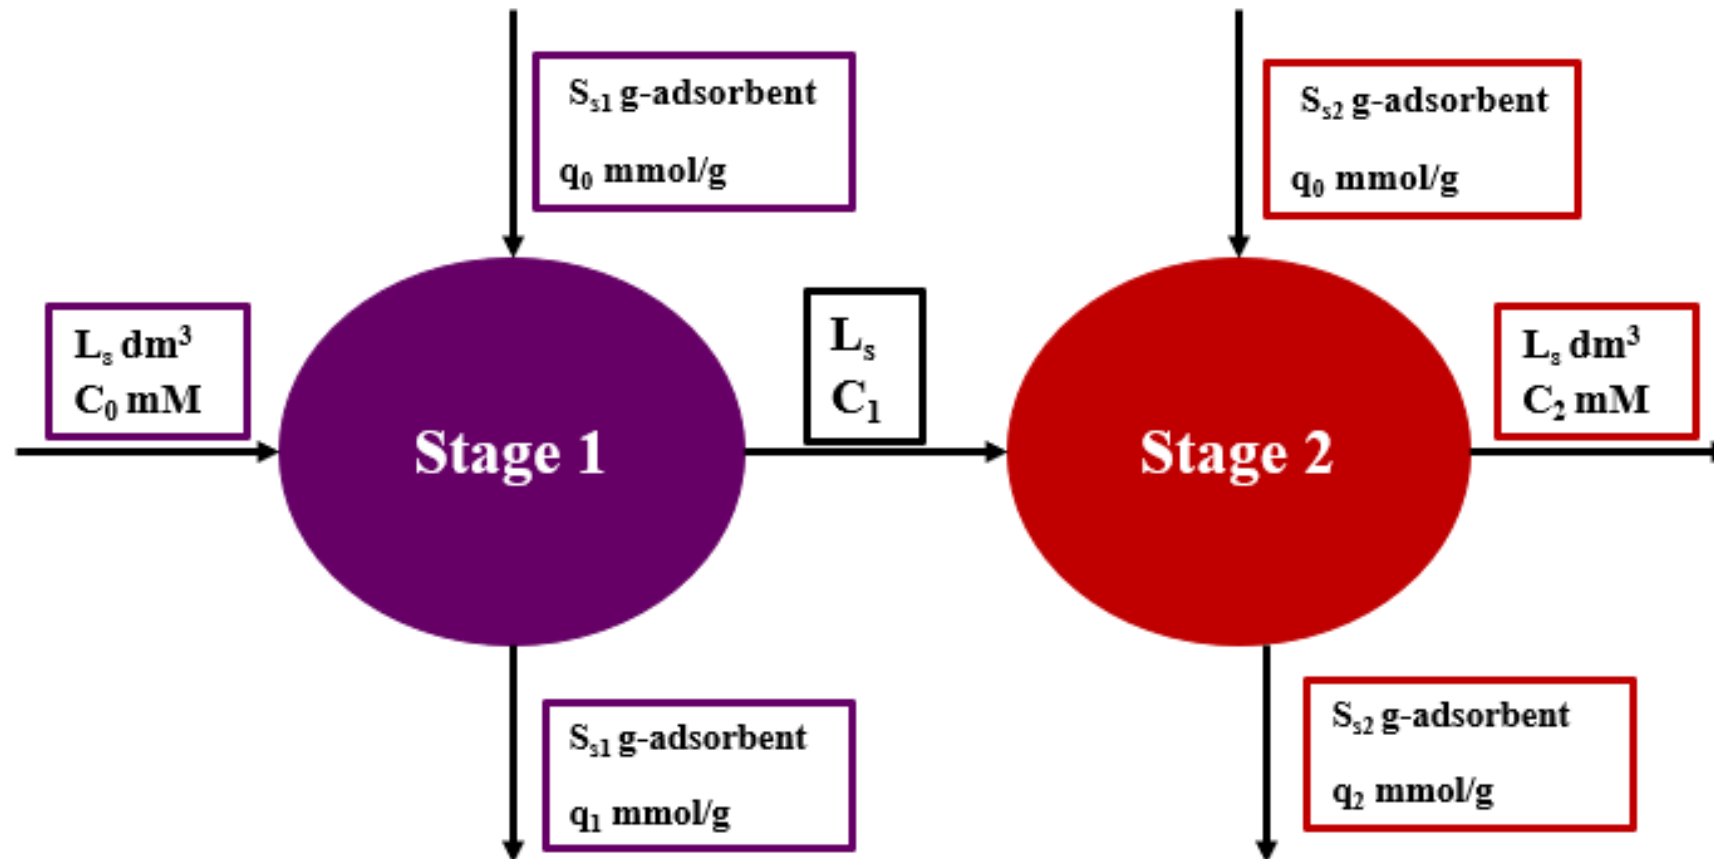 Sₛ₁ g-adsorbent
q₀ mmol/g
Sₛ₂ g-adsorbent
q₀ mmol/g
Lₛ dm³
C₀ mM
Stage 1
Lₛ
C₁
Stage 2
Lₛ dm³
C₂ mM
Sₛ₁ g-adsorbent
q₁ mmol/g
Sₛ₂ g-adsorbent
q₂ mmol/g